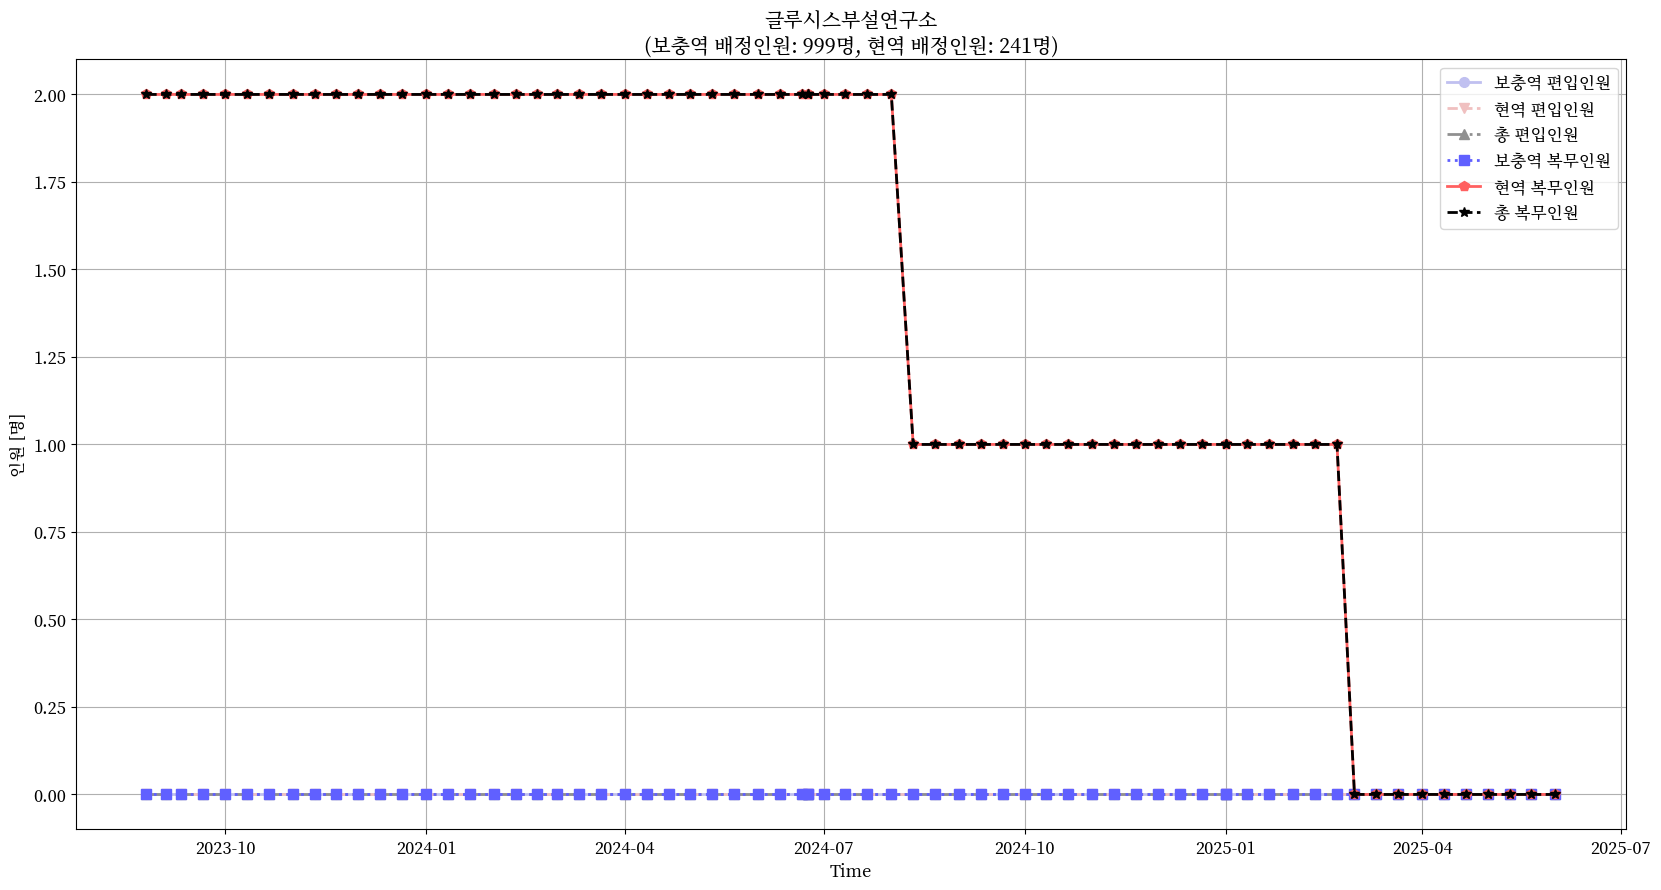 글루시스부설연구소
(보충역 배정인원: 999명, 현역 배정인원: 241명)
보충역 편입인원
현역 편입인원
총 편입인원
보충역 복무인원
현역 복무인원
총 복무인원
인원 [명]
2.00
1.75
1.50
1.25
1.00
0.75
0.50
0.25
0.00
2023-10
2024-01
2024-04
2024-07
2024-10
2025-01
2025-04
2025-07
Time